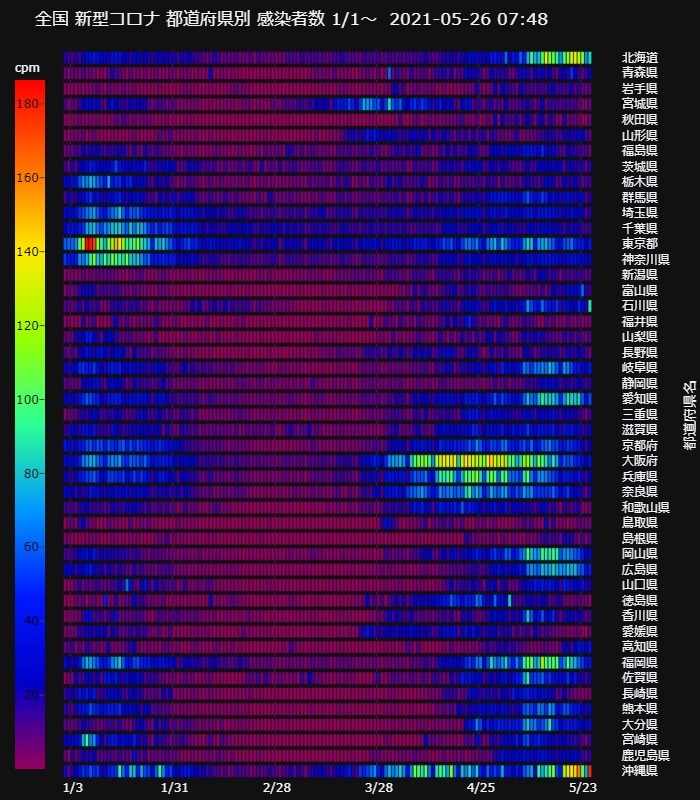 全国 新型コロナ 都道府県別 感染者数 1/1～ 2021-05-26 07:48
cpm
180
160
140
120
100
80
60
40
20
北海道
青森県
岩手県
宮城県
秋田県
山形県
福島県
茨城県
栃木県
群馬県
埼玉県
千葉県
東京都
神奈川県
新潟県
富山県
石川県
福井県
山梨県
長野県
岐阜県
静岡県
愛知県
三重県
滋賀県
京都府
大阪府
兵庫県
奈良県
和歌山県
鳥取県
島根県
岡山県
広島県
山口県
徳島県
香川県
愛媛県
高知県
福岡県
佐賀県
長崎県
熊本県
大分県
宮崎県
鹿児島県
沖縄県
都道府県名
1/3 1/31 2/28 3/28 4/25 5/23